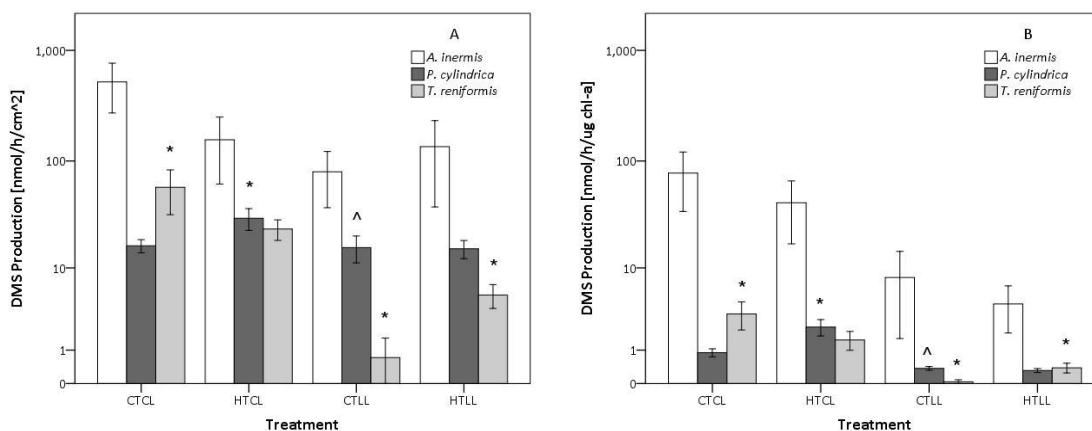 A
A. inermis
P. cylindrica
T. reniformis
DMS Production [nmol/h/cm^2]
1,000
100
10
1
0
*
*
^
*
*
CTCL HTCL CTLL HTLL
Treatment
B
A. inermis
P. cylindrica
T. reniformis
DMS Production [nmol/h/ug chl-a]
1,000
100
10
1
0
*
*
^
*
*
CTCL HTCL CTLL HTLL
Treatment